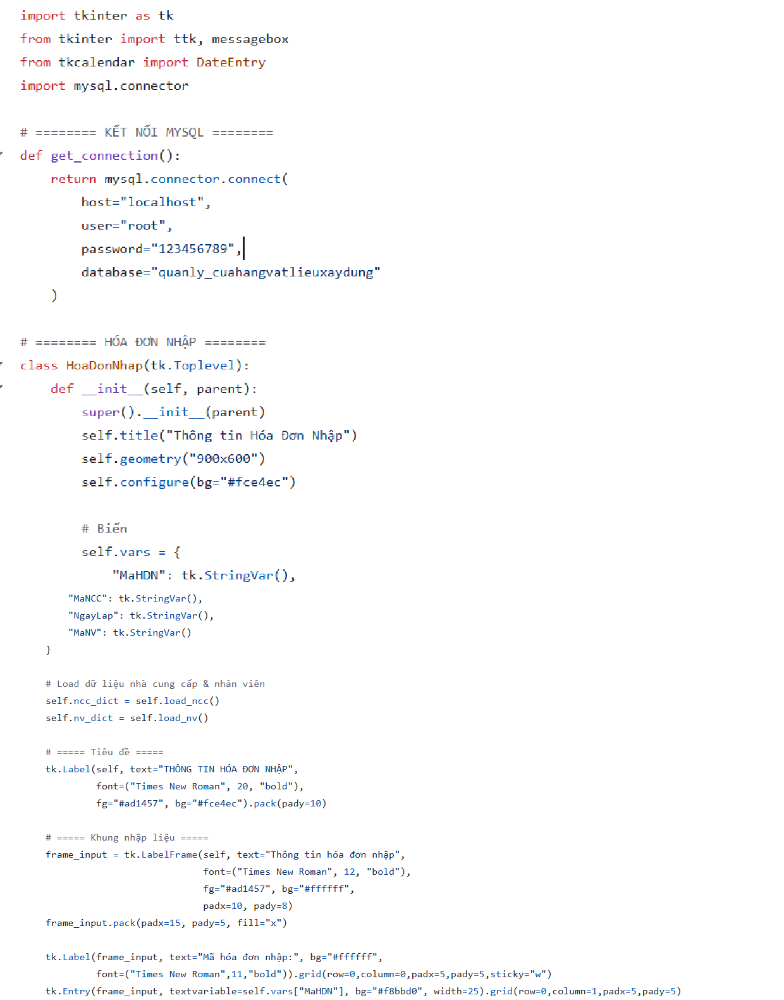 import tkinter as tk
from tkinter import ttk, messagebox
from tkcalendar import DateEntry
import mysql.connector
# ======== KẾT NỐI MYSQL ========
def get_connection():
    return mysql.connector.connect(
        host="localhost",
        user="root",
        password="123456789",
        database="quanly_cuahangvatlieuxaydung"
    )
# ======== HÓA ĐƠN NHẬP ========
class HoaDonNhap(tk.Toplevel):
    def __init__(self, parent):
        super().__init__(parent)
        self.title("Thông tin Hóa Đơn Nhập")
        self.geometry("900x600")
        self.configure(bg="#fce4ec")
        # Biến
        self.vars = {
            "MaHDN": tk.StringVar(),
            "MaNCC": tk.StringVar(),
            "NgayLap": tk.StringVar(),
            "MaNV": tk.StringVar()
        }
        # Load dữ liệu nhà cung cấp & nhân viên
        self.ncc_dict = self.load_ncc()
        self.nv_dict = self.load_nv()
        # ===== Tiêu đề =====
        tk.Label(self, text="THÔNG TIN HÓA ĐƠN NHẬP",
                 font=("Times New Roman", 20, "bold"),
                 fg="#ad1457", bg="#fce4ec").pack(pady=10)
        # ===== Khung nhập liệu =====
        frame_input = tk.LabelFrame(self, text="Thông tin hóa đơn nhập",
                                    font=("Times New Roman", 12, "bold"),
                                    fg="#ad1457", bg="#ffffff",
                                    padx=10, pady=8)
        frame_input.pack(padx=15, pady=5, fill="x")
        tk.Label(frame_input, text="Mã hóa đơn nhập:", bg="#ffffff",
                 font=("Times New Roman",11,"bold")).grid(row=0,column=0,padx=5,pady=5,sticky="w")
        tk.Entry(frame_input, textvariable=self.vars["MaHDN"], bg="#f8bbd0", width=25).grid(row=0,column=1,padx=5,pady=5)